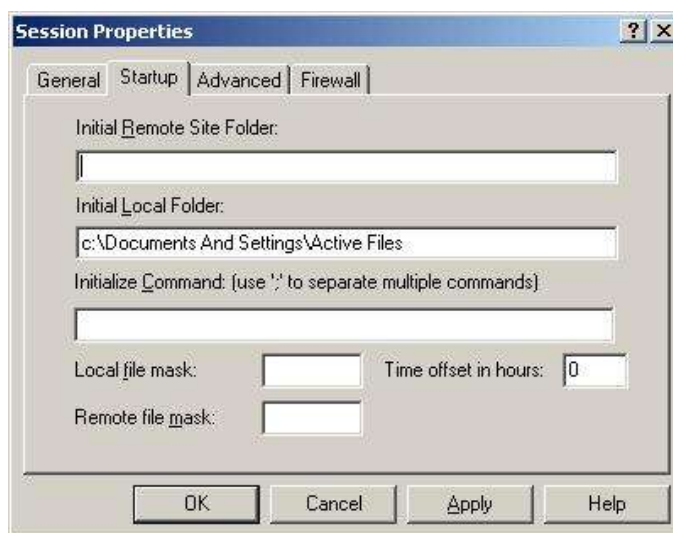 Session Properties
General Startup Advanced Firewall
Initial Remote Site Folder:
Initial Local Folder:
c:\Documents And Settings\Active Files
Initialize Command: (use ';' to separate multiple commands)
Local file mask: Time offset in hours: 0
Remote file mask:
OK Cancel Apply Help